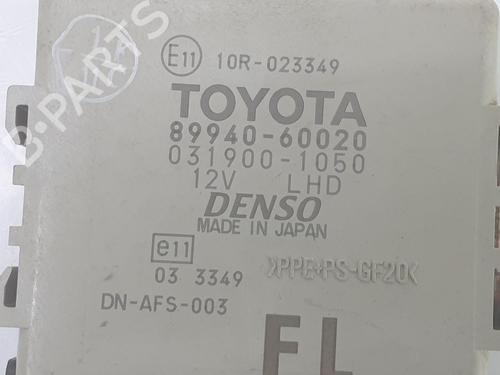 E11 10R-023349
TOYOTA
89940-60020
031900-1050
12V LHD
DENSO
MADE IN JAPAN
e11
03 3349
>PPE+PS-GF20<
DN-AFS-003
FL
B-PARTS